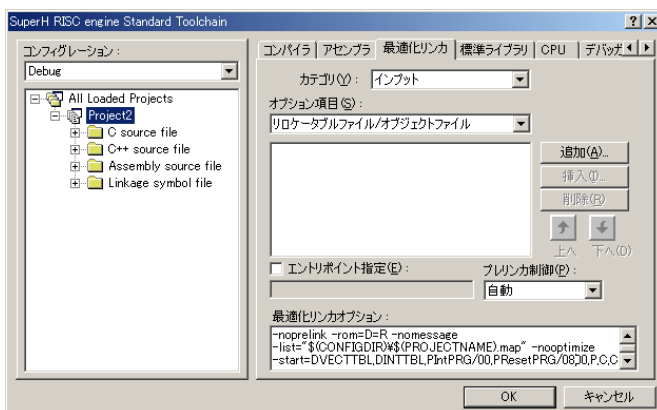 SuperH RISC engine Standard Toolchain
コンフィグレーション :
Debug
All Loaded Projects
Project2
C source file
C++ source file
Assembly source file
Linkage symbol file
コンパイラ アセンブラ 最適化リンカ 標準ライブラリ CPU デバッガ
カテゴリ(Y) : インプット
オプション項目(S) :
リロケータブルファイル/オブジェクトファイル
追加(A)...
挿入(I)...
削除(R)
上へ 下へ(D)
エントリポイント指定(E) :
プレリンカ制御(P) :
自動
最適化リンカオプション :
-noprelink -rom=D=R -nomessage
-list="$(CONFIGDIR)¥$(PROJECTNAME).map" -nooptimize
-start=DVECTTBL,DINTTBL,PIntPRG/00,PResetPRG/0800,P,C,C
OK
キャンセル